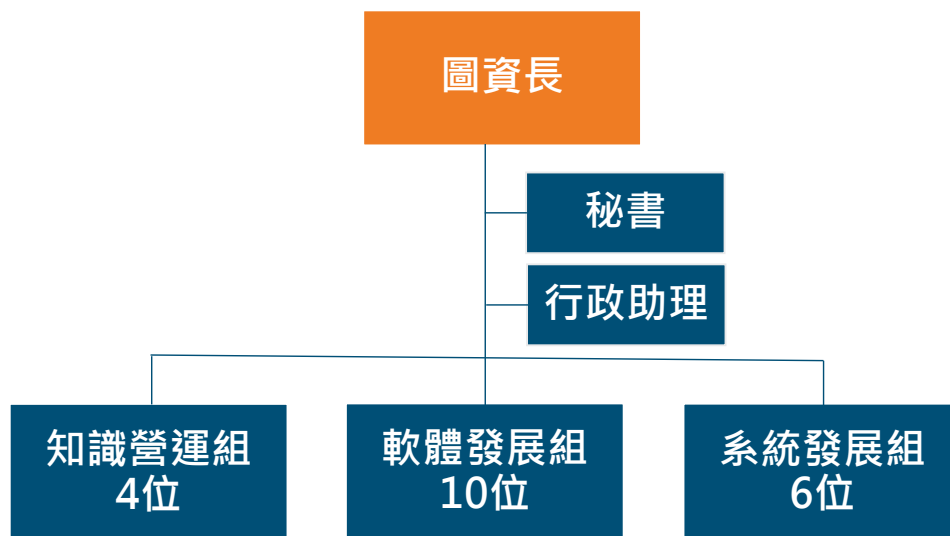 圖資長
秘書
行政助理
知識營運組
4位
軟體發展組
10位
系統發展組
6位